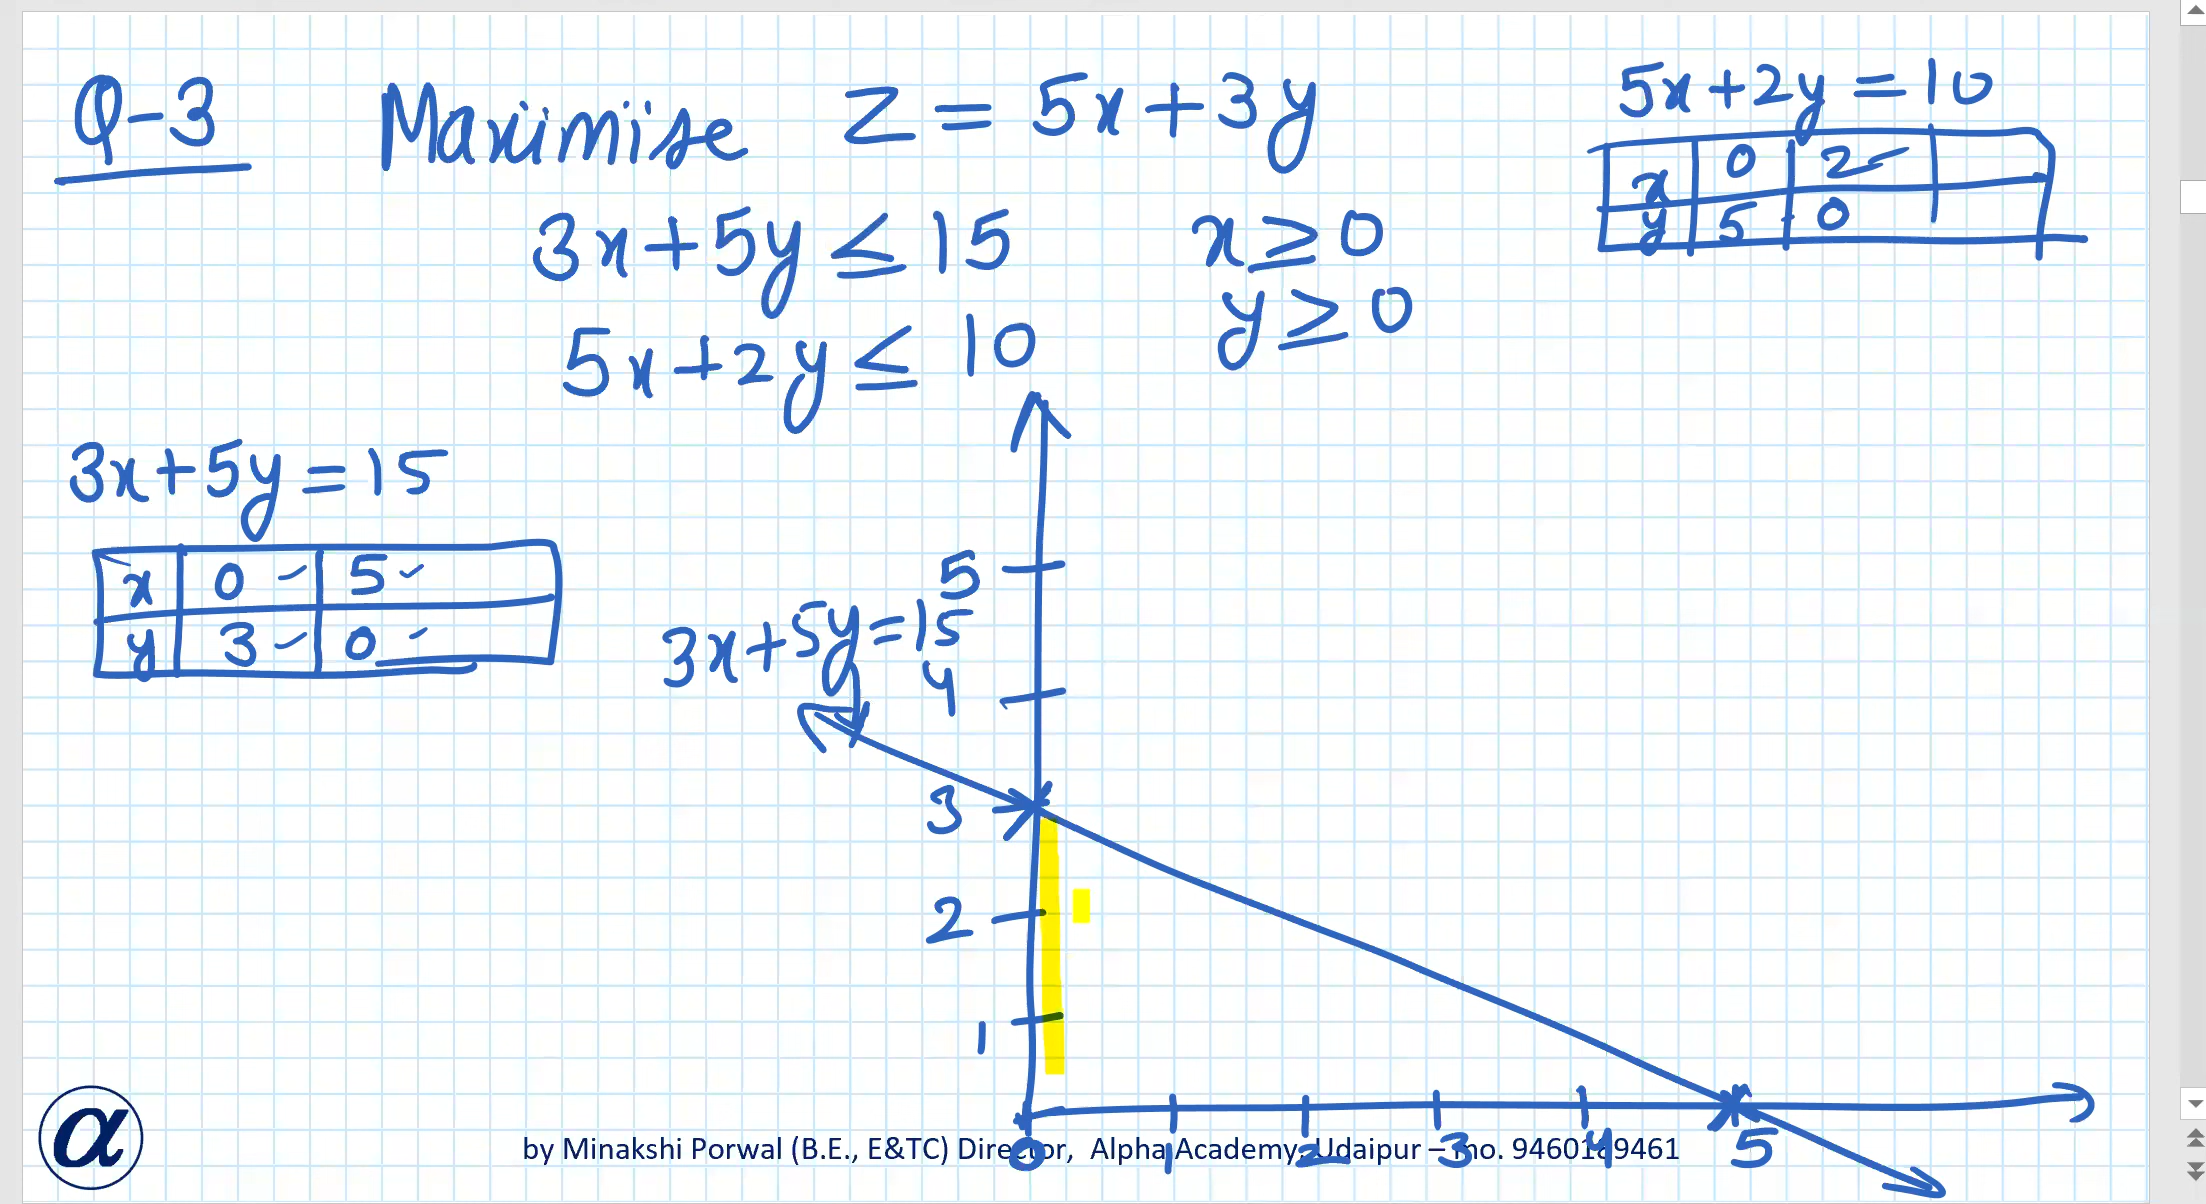 Q-3 Maximise Z = 5x + 3y
3x + 5y ≤ 15 x ≥ 0
5x + 2y ≤ 10 y ≥ 0
5x + 2y = 10
x 0 2
y 5 0
3x + 5y = 15
x 0 5
y 3 0
3x + 5y = 15
5
4
3
2
1
0 1 2 3 4 5
α
by Minakshi Porwal (B.E., E&TC) Director, Alpha Academy, Udaipur – mo. 9460189461